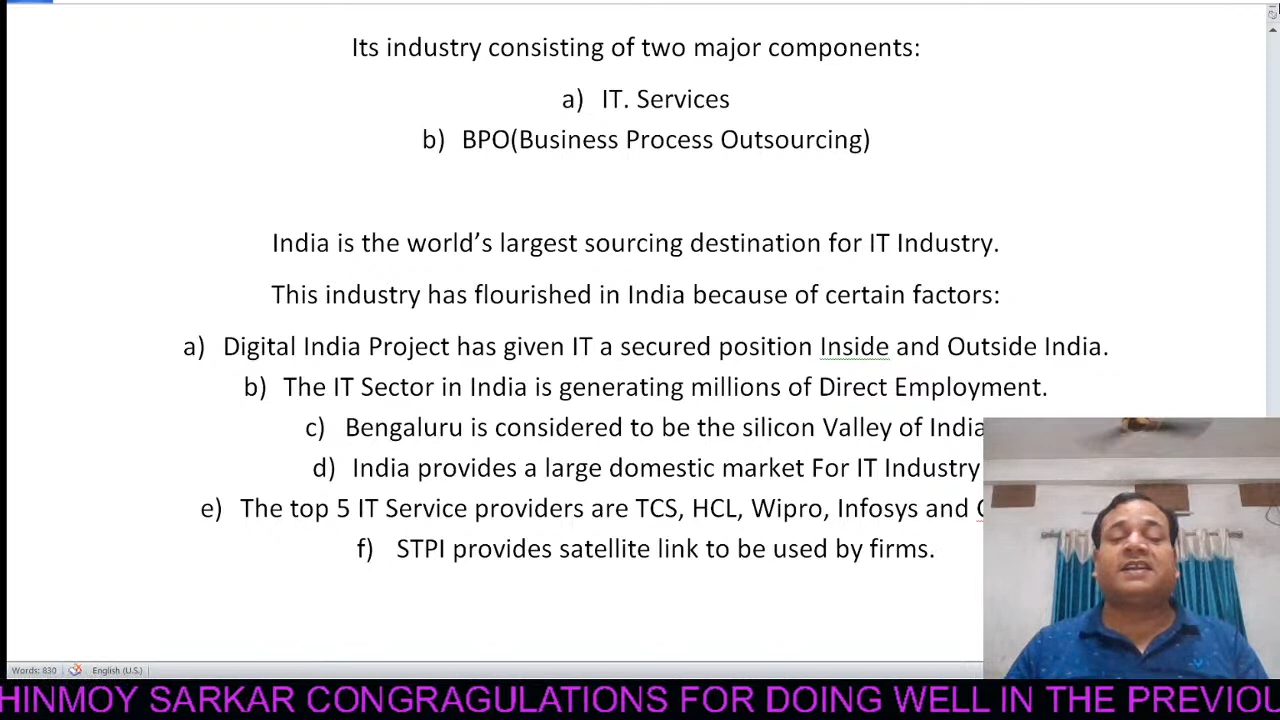 Its industry consisting of two major components:
a) IT. Services
b) BPO(Business Process Outsourcing)
India is the world’s largest sourcing destination for IT Industry.
This industry has flourished in India because of certain factors:
a) Digital India Project has given IT a secured position Inside and Outside India.
b) The IT Sector in India is generating millions of Direct Employment.
c) Bengaluru is considered to be the silicon Valley of India
d) India provides a large domestic market For IT Industry
e) The top 5 IT Service providers are TCS, HCL, Wipro, Infosys and
f) STPI provides satellite link to be used by firms.
Words: 830 English (U.S.)
HINMOY SARKAR CONGRAGULATIONS FOR DOING WELL IN THE PREVIOU